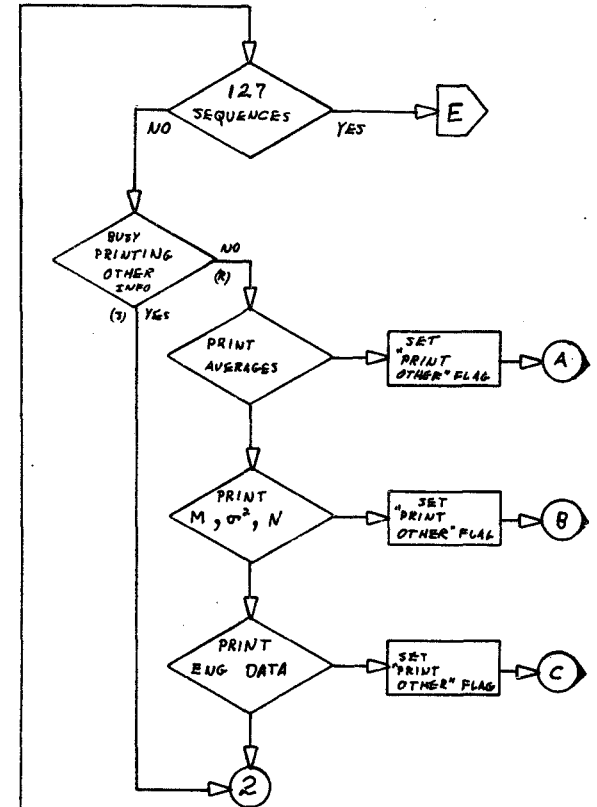 127
SEQUENCES
E
NO
YES
BUSY
PRINTING
OTHER
INFO
NO
(R)
(J) YES
PRINT
AVERAGES
SET
"PRINT
OTHER" FLAG
A
PRINT
M, σ², N
SET
"PRINT
OTHER" FLAG
B
PRINT
ENG DATA
SET
"PRINT
OTHER" FLAG
C
2